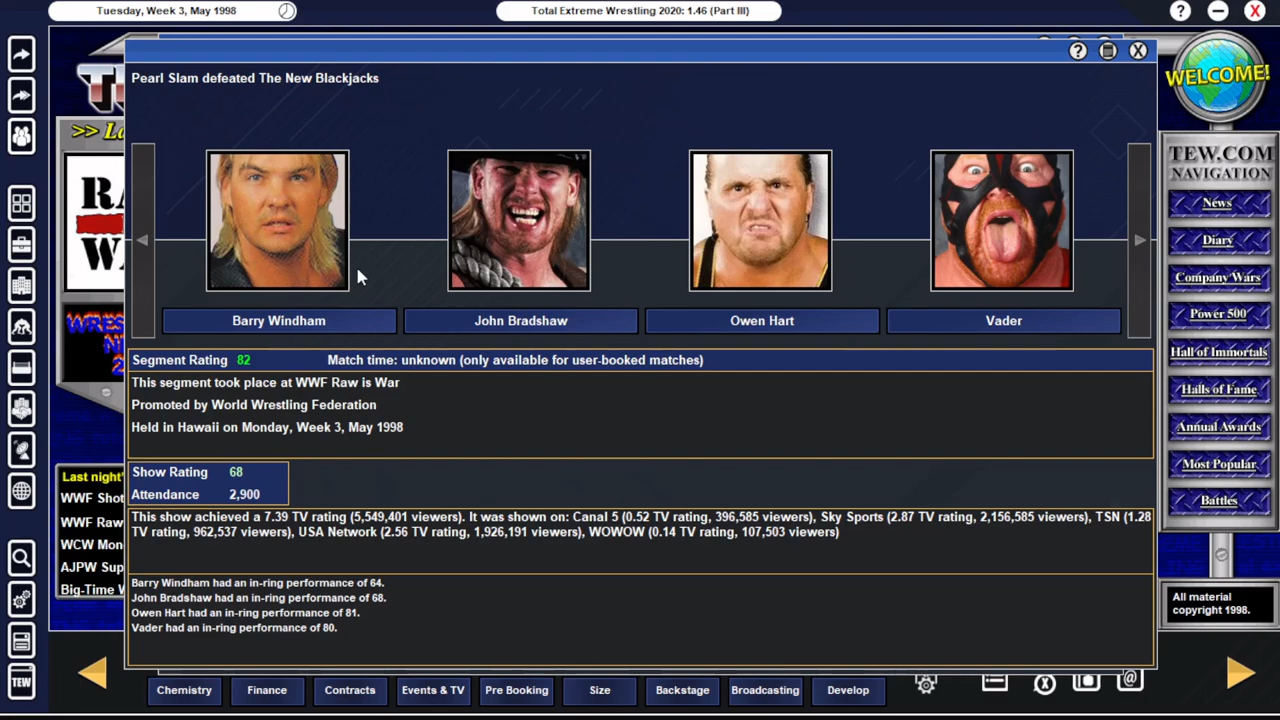 Tuesday, Week 3, May 1998
Total Extreme Wrestling 2020: 1.46 (Part III)
Pearl Slam defeated The New Blackjacks
WELCOME!
>> La
RA
WA
TEW.COM
NAVIGATION
News
Diary
Company Wars
Power 500
Hall of Immortals
Halls of Fame
Annual Awards
Most Popular
Battles
Barry Windham
John Bradshaw
Owen Hart
Vader
Segment Rating 82 Match time: unknown (only available for user-booked matches)
This segment took place at WWF Raw is War
Promoted by World Wrestling Federation
Held in Hawaii on Monday, Week 3, May 1998
Show Rating 68
Attendance 2,900
This show achieved a 7.39 TV rating (5,549,401 viewers). It was shown on: Canal 5 (0.52 TV rating, 396,585 viewers), Sky Sports (2.87 TV rating, 2,156,585 viewers), TSN (1.28
TV rating, 962,537 viewers), USA Network (2.56 TV rating, 1,926,191 viewers), WOWOW (0.14 TV rating, 107,503 viewers)
Barry Windham had an in-ring performance of 64.
John Bradshaw had an in-ring performance of 68.
Owen Hart had an in-ring performance of 81.
Vader had an in-ring performance of 80.
Last night'
WWF Shot
WWF Raw
WCW Mon
AJPW Sup
Big-Time W
All material
copyright 1998.
TEW
Chemistry
Finance
Contracts
Events & TV
Pre Booking
Size
Backstage
Broadcasting
Develop